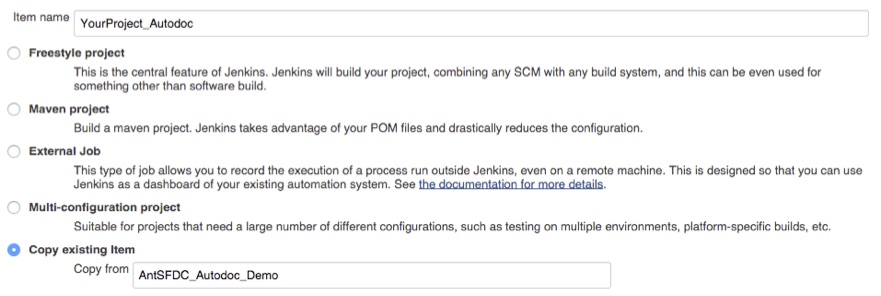 Item name YourProject_Autodoc
Freestyle project
This is the central feature of Jenkins. Jenkins will build your project, combining any SCM with any build system, and this can be even used for
something other than software build.
Maven project
Build a maven project. Jenkins takes advantage of your POM files and drastically reduces the configuration.
External Job
This type of job allows you to record the execution of a process run outside Jenkins, even on a remote machine. This is designed so that you can use
Jenkins as a dashboard of your existing automation system. See the documentation for more details.
Multi-configuration project
Suitable for projects that need a large number of different configurations, such as testing on multiple environments, platform-specific builds, etc.
Copy existing Item
Copy from AntSFDC_Autodoc_Demo